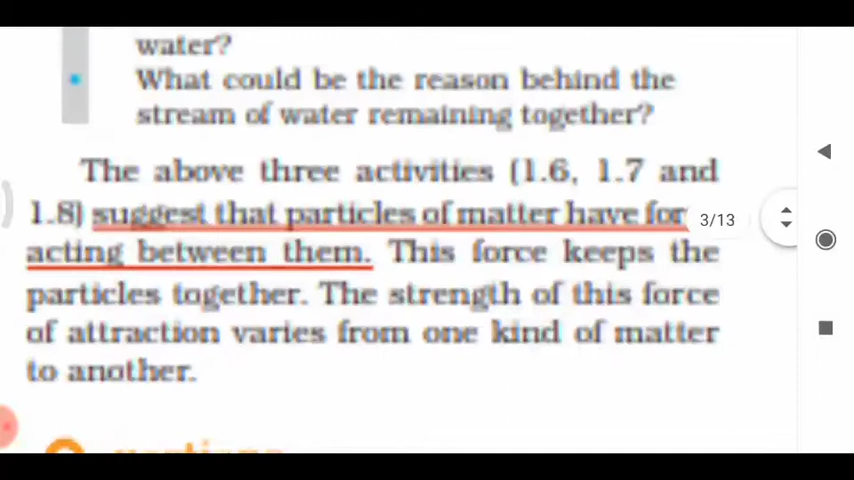 water?
• What could be the reason behind the
stream of water remaining together?
The above three activities (1.6, 1.7 and
1.8) suggest that particles of matter have for
3/13
acting between them. This force keeps the
particles together. The strength of this force
of attraction varies from one kind of matter
to another.